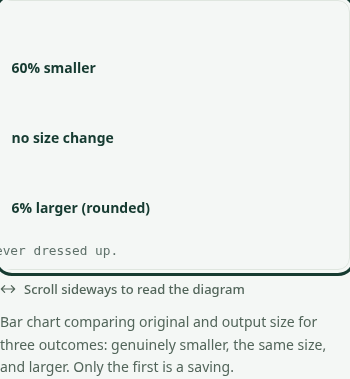 60% smaller
no size change
6% larger (rounded)
ever dressed up.
↔ Scroll sideways to read the diagram
Bar chart comparing original and output size for
three outcomes: genuinely smaller, the same size,
and larger. Only the first is a saving.